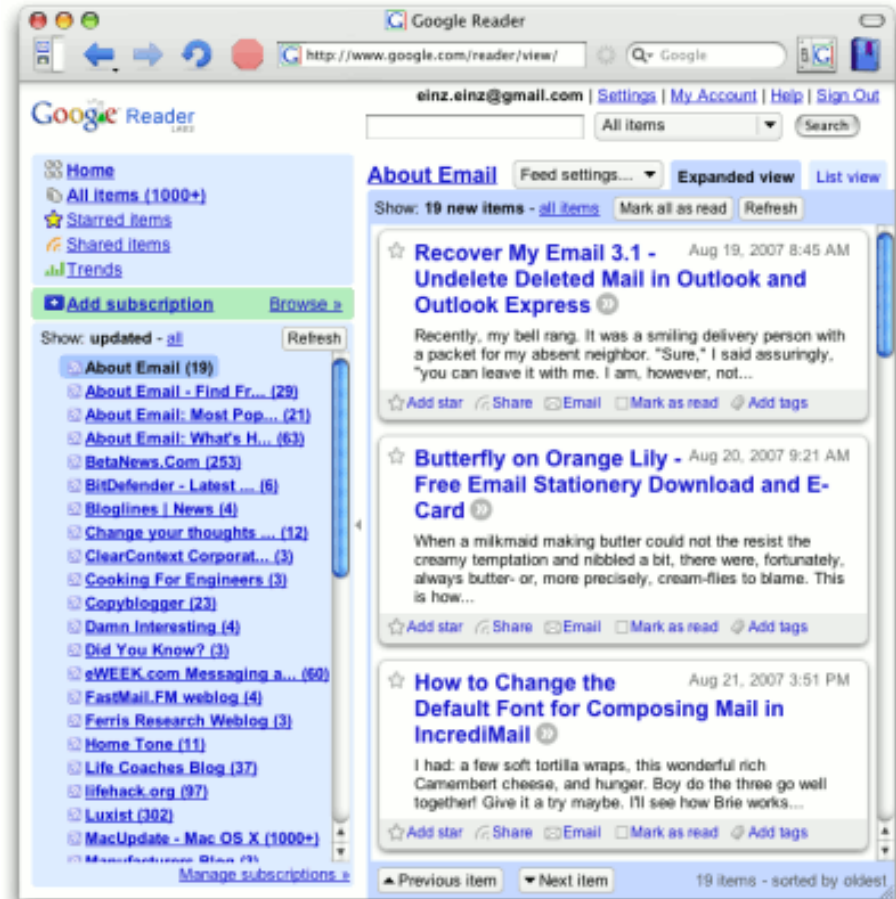 Google Reader
http://www.google.com/reader/view/
Google
einz.einz@gmail.com | Settings | My Account | Help | Sign Out
Google Reader
LABS
All items
Search
Home
All items (1000+)
Starred items
Shared items
Trends
Add subscription
Browse »
Show: updated - all
Refresh
About Email (19)
About Email - Find Fr... (29)
About Email: Most Pop... (21)
About Email: What's H... (63)
BetaNews.Com (253)
BitDefender - Latest ... (6)
Bloglines | News (4)
Change your thoughts ... (12)
ClearContext Corporat... (3)
Cooking For Engineers (3)
Copyblogger (23)
Damn Interesting (4)
Did You Know? (3)
eWEEK.com Messaging a... (60)
FastMail.FM weblog (4)
Ferris Research Weblog (3)
Home Tone (11)
Life Coaches Blog (37)
lifehack.org (97)
Luxist (302)
MacUpdate - Mac OS X (1000+)
Manufacturers Blog (3)
Manage subscriptions »
About Email
Feed settings...
Expanded view
List view
Show: 19 new items - all items
Mark all as read
Refresh
Recover My Email 3.1 -
Aug 19, 2007 8:45 AM
Undelete Deleted Mail in Outlook and
Outlook Express »
Recently, my bell rang. It was a smiling delivery person with
a packet for my absent neighbor. "Sure," I said assuringly,
"you can leave it with me. I am, however, not...
Add star Share Email Mark as read Add tags
Butterfly on Orange Lily -
Aug 20, 2007 9:21 AM
Free Email Stationery Download and E-
Card »
When a milkmaid making butter could not the resist the
creamy temptation and nibbled a bit, there were, fortunately,
always butter- or, more precisely, cream-flies to blame. This
is how...
Add star Share Email Mark as read Add tags
How to Change the
Aug 21, 2007 3:51 PM
Default Font for Composing Mail in
IncrediMail »
I had: a few soft tortilla wraps, this wonderful rich
Camembert cheese, and hunger. Boy do the three go well
together! Give it a try maybe. I'll see how Brie works...
Add star Share Email Mark as read Add tags
Previous item
Next item
19 items - sorted by oldest